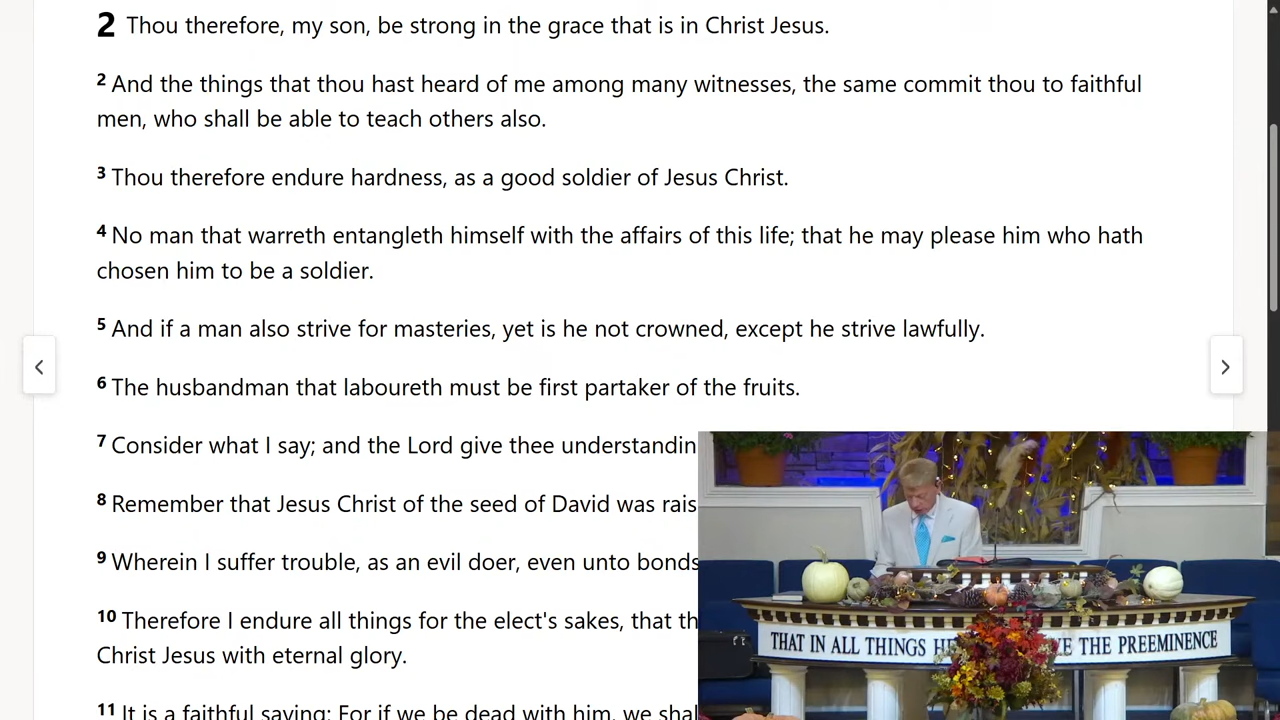 2 Thou therefore, my son, be strong in the grace that is in Christ Jesus.
2 And the things that thou hast heard of me among many witnesses, the same commit thou to faithful
men, who shall be able to teach others also.
3 Thou therefore endure hardness, as a good soldier of Jesus Christ.
4 No man that warreth entangleth himself with the affairs of this life; that he may please him who hath
chosen him to be a soldier.
5 And if a man also strive for masteries, yet is he not crowned, except he strive lawfully.
6 The husbandman that laboureth must be first partaker of the fruits.
7 Consider what I say; and the Lord give thee understandin
8 Remember that Jesus Christ of the seed of David was rais
9 Wherein I suffer trouble, as an evil doer, even unto bonds
10 Therefore I endure all things for the elect's sakes, that th
Christ Jesus with eternal glory.
11 It is a faithful saying: For if we be dead with him, we shal
THAT IN ALL THINGS H E THE PREEMINENCE